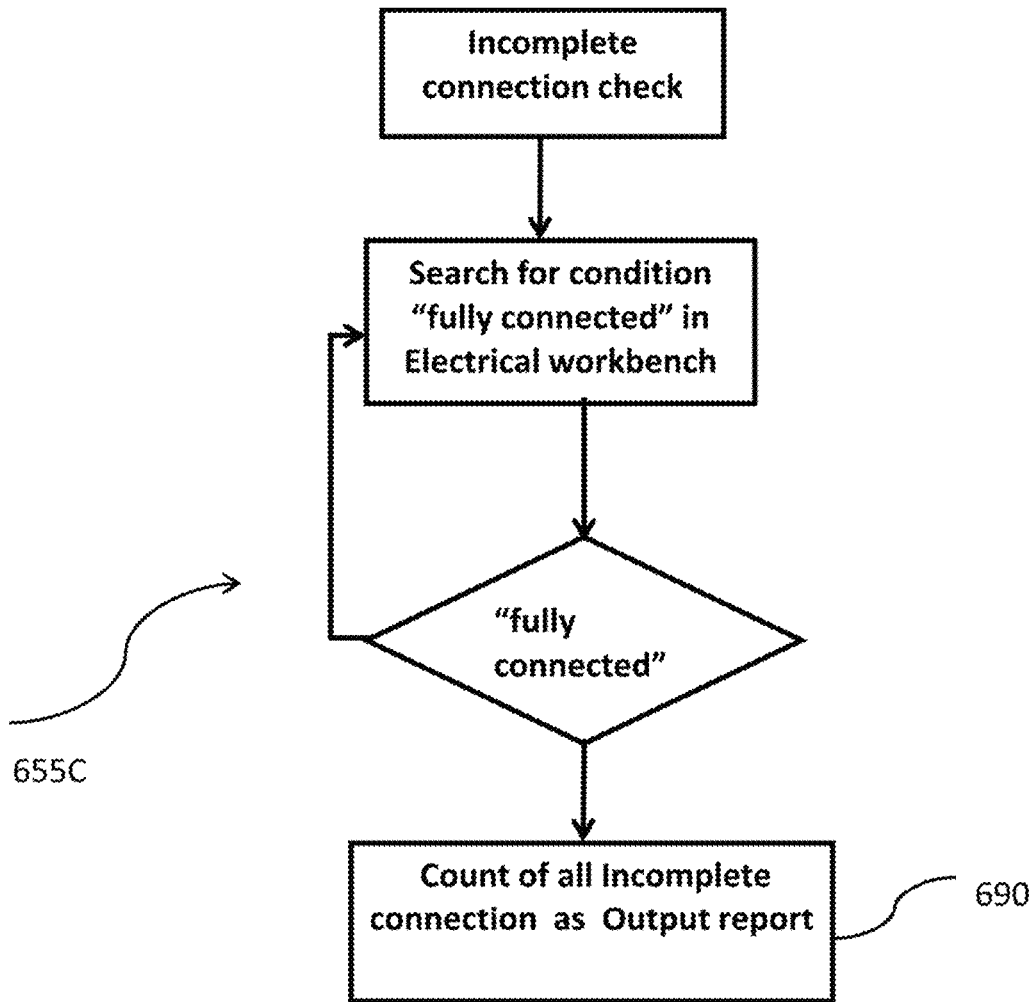 Incomplete
connection check
Search for condition
“fully connected” in
Electrical workbench
“fully
connected”
655C
Count of all Incomplete
connection as Output report
690